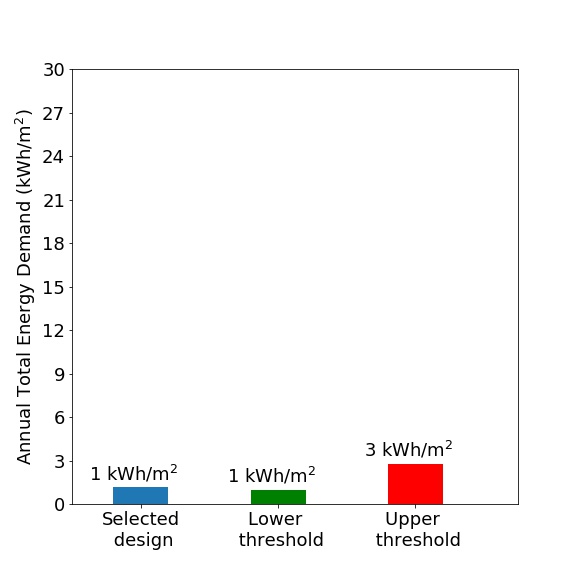 30
27
24
21
18
15
12
9
6
3
0
Annual Total Energy Demand (kWh/m²)
1 kWh/m²
1 kWh/m²
3 kWh/m²
Selected
design
Lower
threshold
Upper
threshold